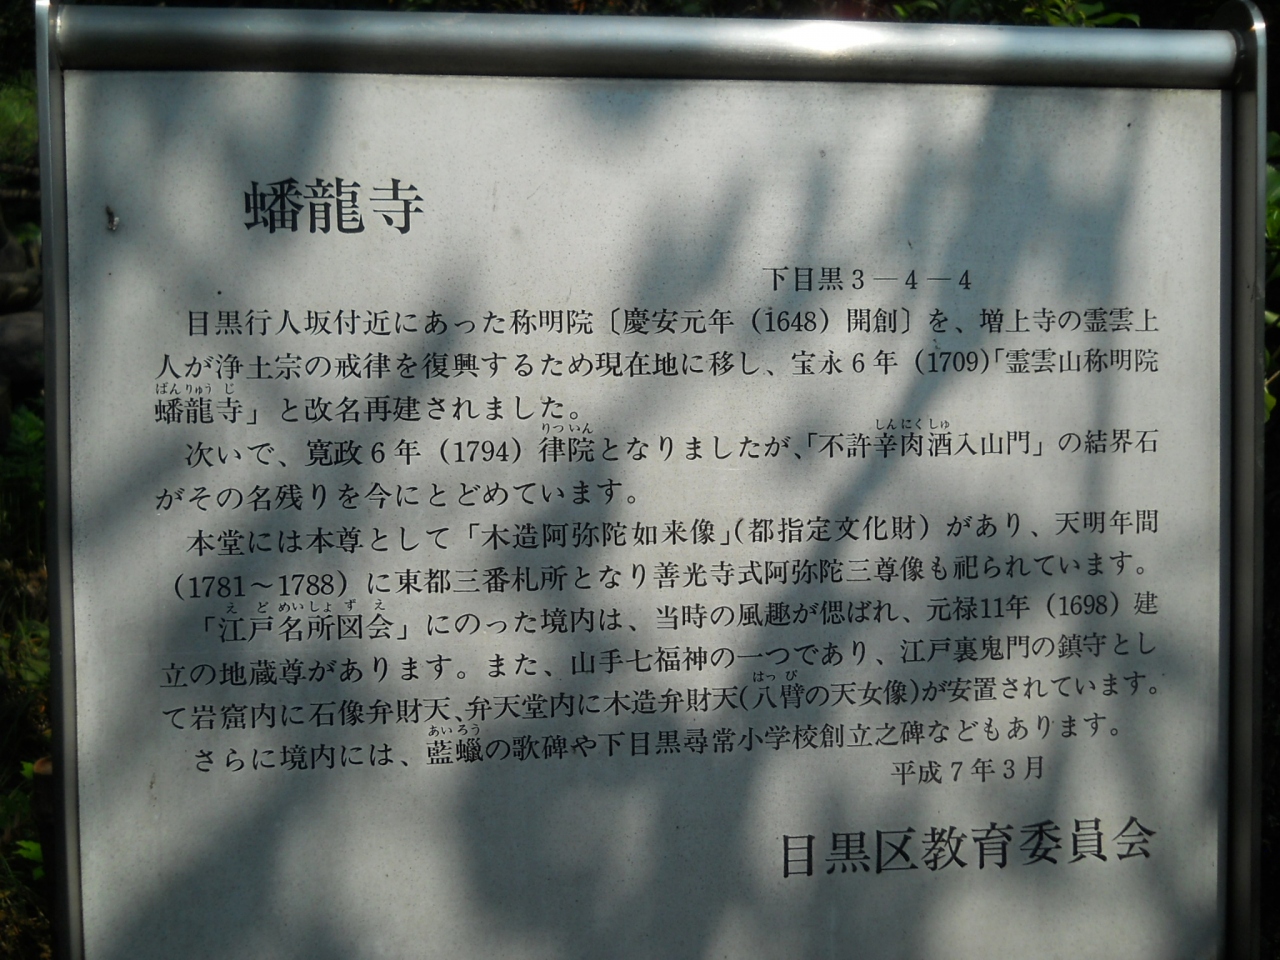 蟠龍寺
下目黒3―4―4
目黒行人坂付近にあった称明院〔慶安元年（1648）開創〕を、増上寺の霊雲上
人が浄土宗の戒律を復興するため現在地に移し、宝永6年（1709）「霊雲山称明院
ばんりゅうじ
蟠龍寺」と改名再建されました。
りついん
しんにくしゅ
次いで、寛政6年（1794）律院となりましたが、「不許辛肉酒入山門」の結界石
がその名残りを今にとどめています。
本堂には本尊として「木造阿弥陀如来像」（都指定文化財）があり、天明年間
（1781～1788）に東都三番札所となり善光寺式阿弥陀三尊像も祀られています。
えどめいしょずえ
「江戸名所図会」にのった境内は、当時の風趣が偲ばれ、元禄11年（1698）建
立の地蔵尊があります。また、山手七福神の一つであり、江戸裏鬼門の鎮守とし
はっぴ
て岩窟内に石像弁財天、弁天堂内に木造弁財天（八臂の天女像）が安置されています。
あいろう
さらに境内には、藍蠟の歌碑や下目黒尋常小学校創立之碑などもあります。
平成7年3月
目黒区教育委員会